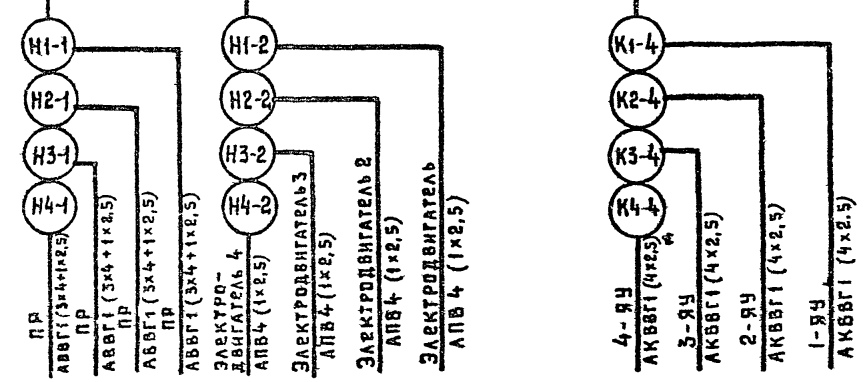 Н1-1
Н2-1
Н3-1
Н4-1
ПР
АВВГ1 (3х4+1х2,5)
ПР
АВВГ1 (3х4+1х2,5)
ПР
АВВГ1 (3х4+1х2,5)
ПР
АВВГ1 (3х4+1х2,5)
Н1-2
Н2-2
Н3-2
Н4-2
ЭЛЕКТРО-
ДВИГАТЕЛЬ 4
АПВ4 (1х2,5)
ЭЛЕКТРОДВИГАТЕЛЬ 3
АПВ4 (1х2,5)
ЭЛЕКТРОДВИГАТЕЛЬ 2
АПВ4 (1х2,5)
ЭЛЕКТРОДВИГАТЕЛЬ
АПВ 4 (1х2,5)
К1-4
К2-4
К3-4
К4-4
4-ЯУ
АКВВГ1 (4х2,5)
3-ЯУ
АКВВГ1 (4х2,5)
2-ЯУ
АКВВГ1 (4х2,5)
1-ЯУ
АКВВГ1 (4х2.5)